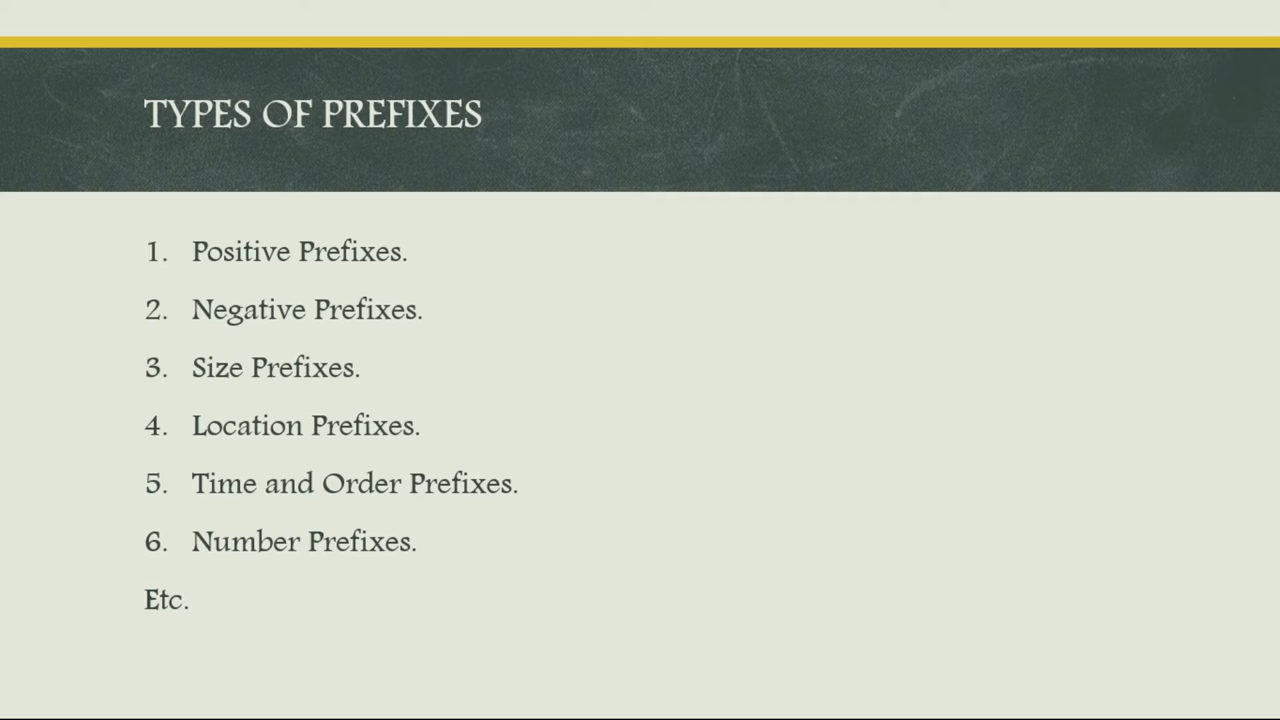 TYPES OF PREFIXES
1. Positive Prefixes.
2. Negative Prefixes.
3. Size Prefixes.
4. Location Prefixes.
5. Time and Order Prefixes.
6. Number Prefixes.
Etc.